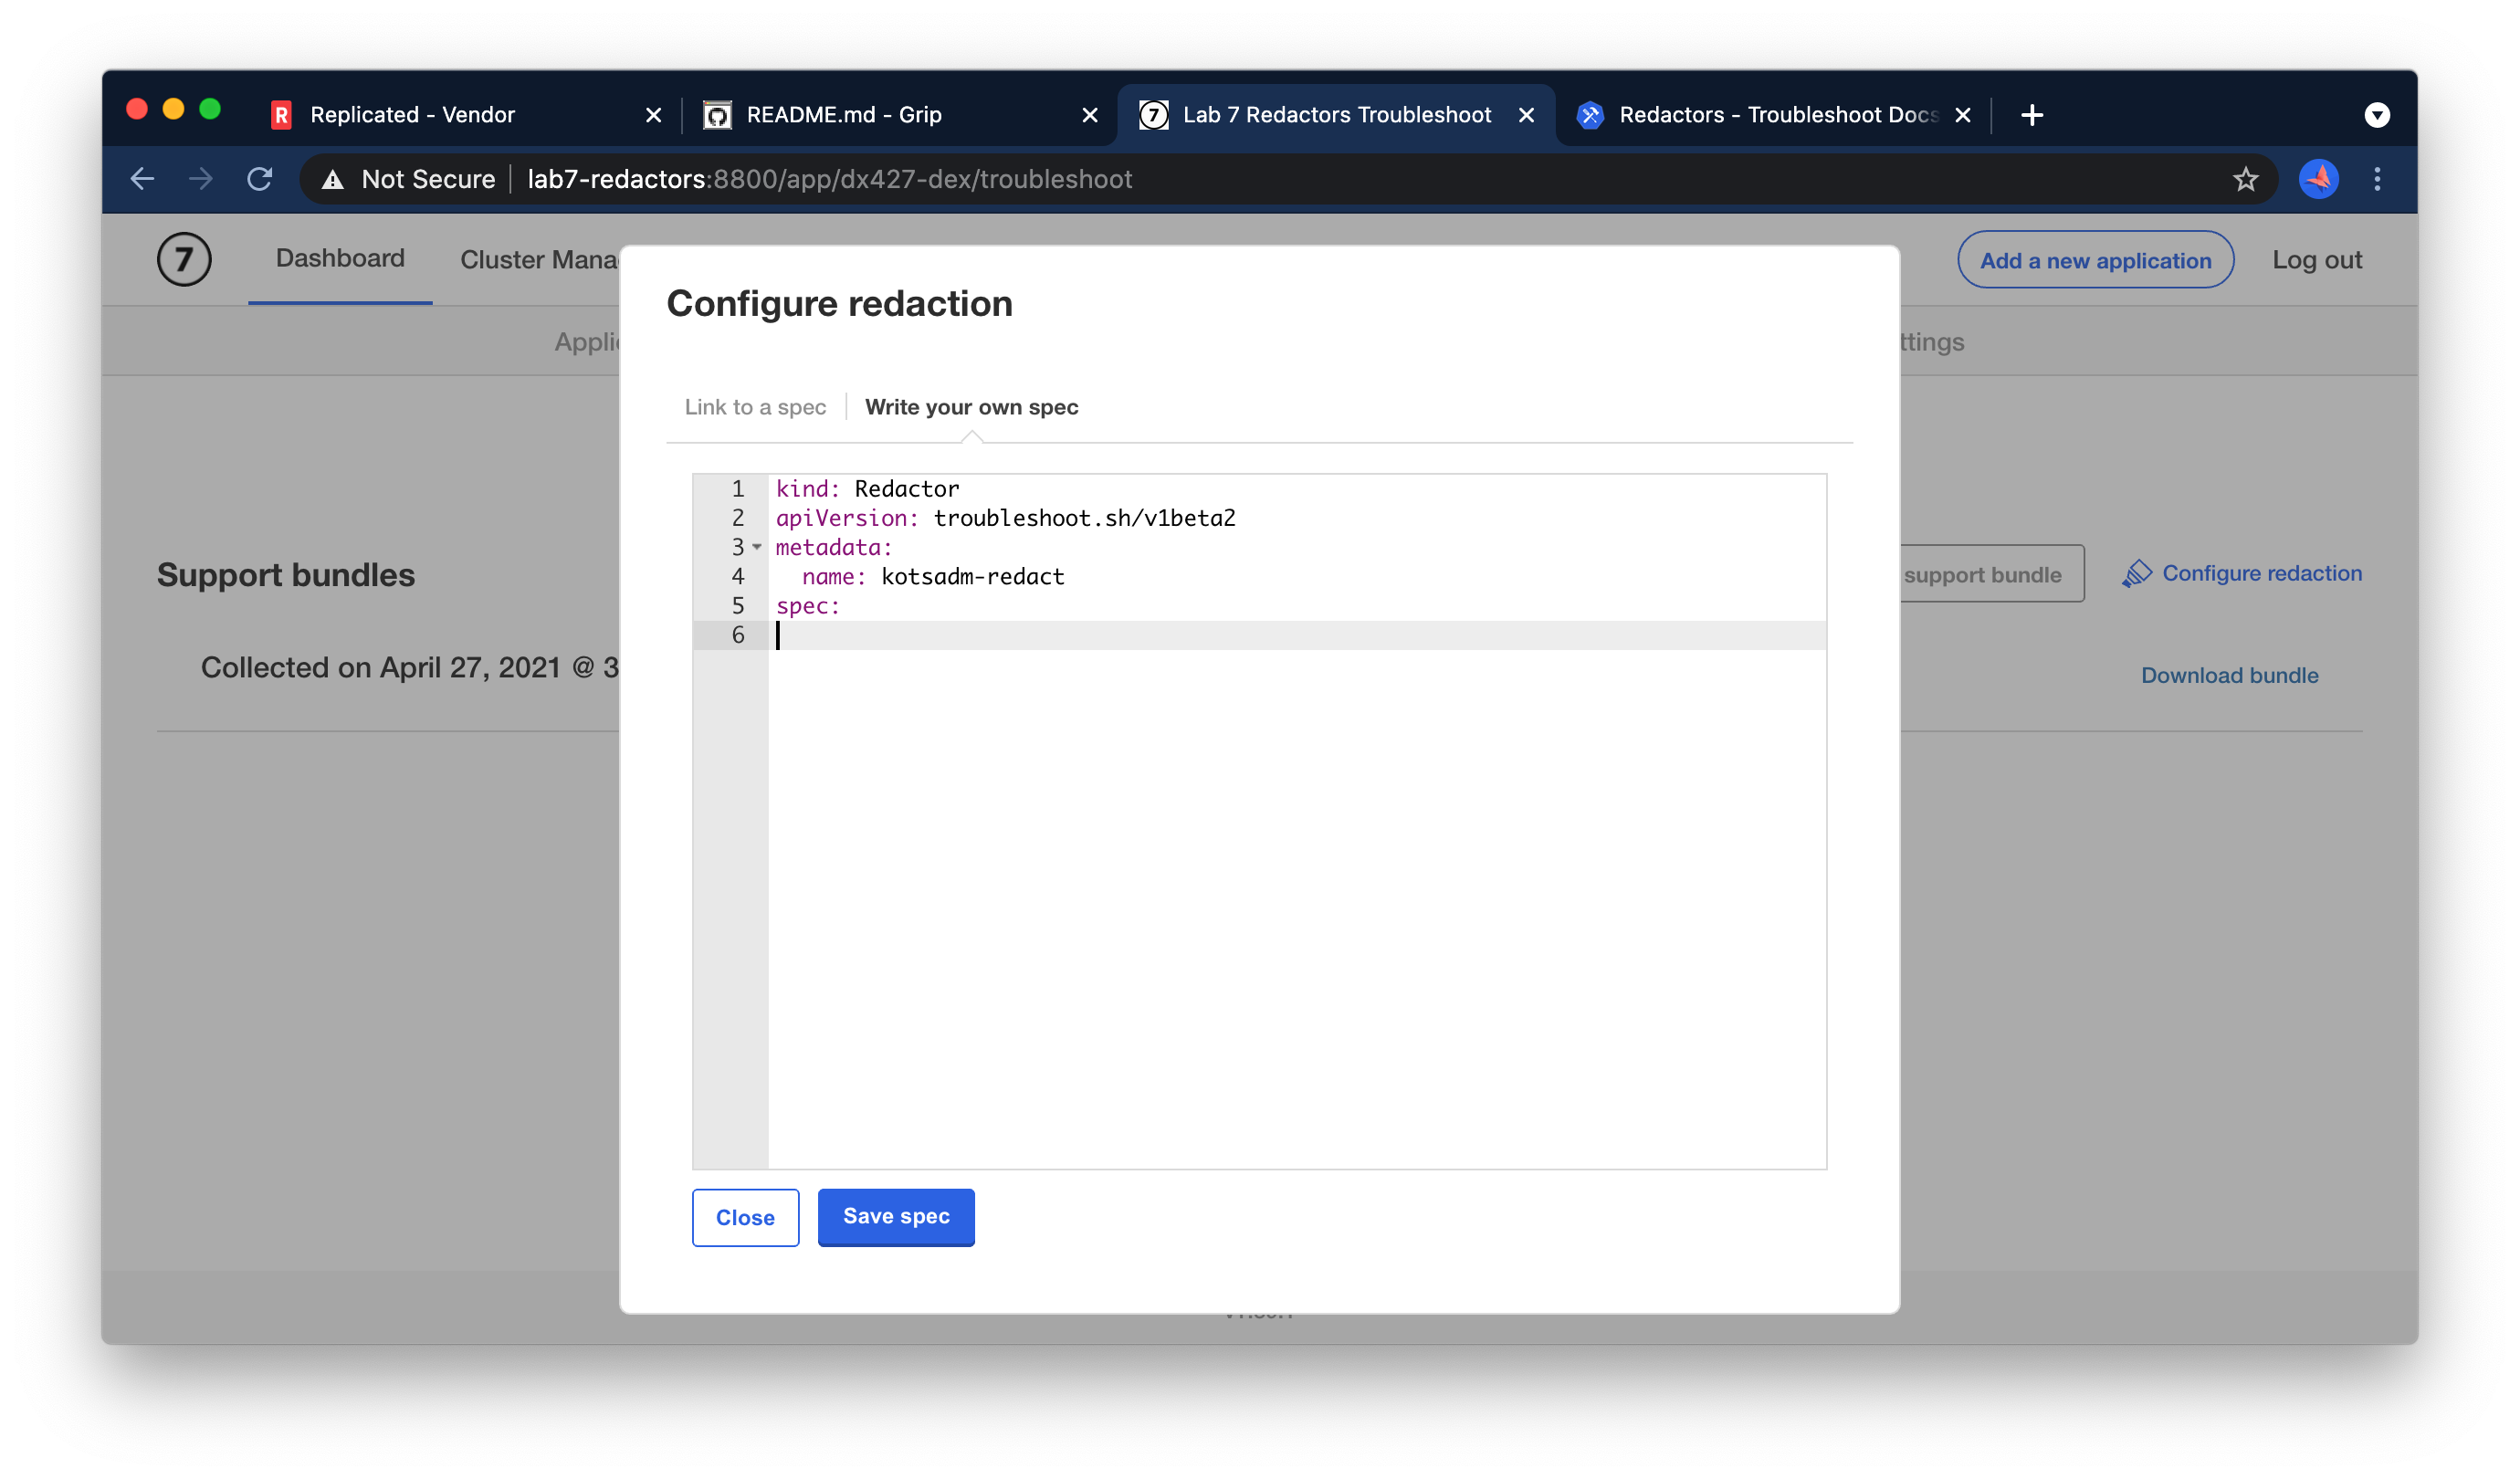 R Replicated - Vendor
README.md - Grip
7 Lab 7 Redactors Troubleshoot
Redactors - Troubleshoot Docs
Not Secure lab7-redactors:8800/app/dx427-dex/troubleshoot
7 Dashboard Cluster Mana
Add a new application Log out
Configure redaction
Appli
ttings
Link to a spec Write your own spec
1 kind: Redactor
2 apiVersion: troubleshoot.sh/v1beta2
3 metadata:
4 name: kotsadm-redact
5 spec:
6
Support bundles
support bundle Configure redaction
Collected on April 27, 2021 @ 3
Download bundle
Close Save spec